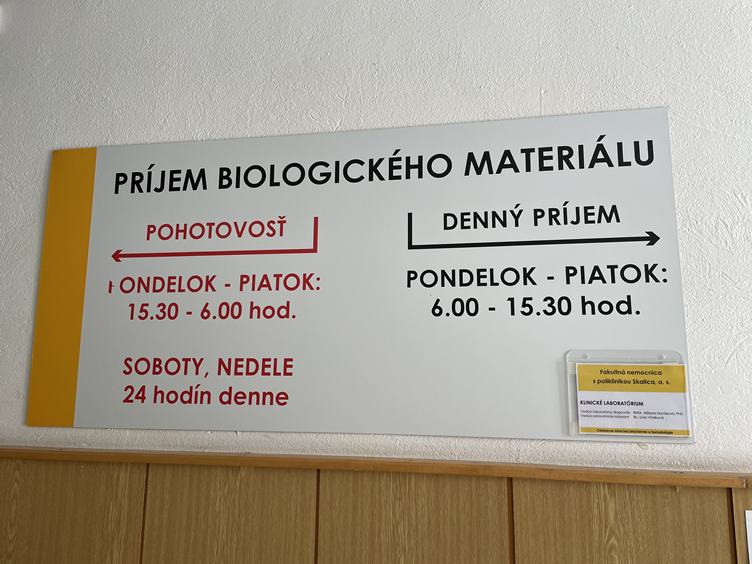 PRÍJEM BIOLOGICKÉHO MATERIÁLU
POHOTOVOSŤ
ONDELOK - PIATOK:
15.30 - 6.00 hod.
SOBOTY, NEDELE
24 hodín denne
DENNÝ PRÍJEM
PONDELOK - PIATOK:
6.00 - 15.30 hod.
Fakultná nemocnica
s poliklinikou Skalica, a. s.
KLINICKÉ LABORATÓRIUM